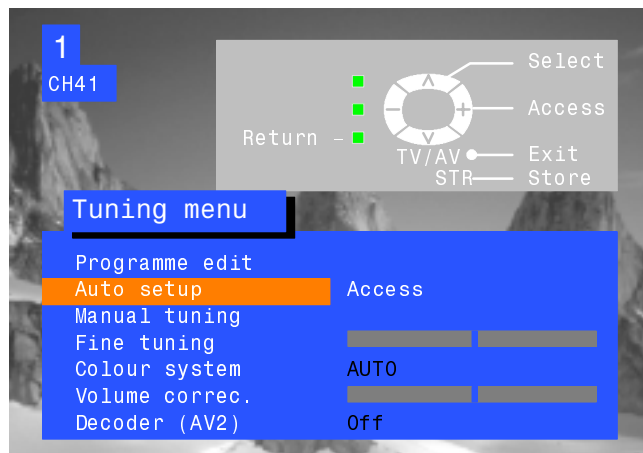 1
CH41
Select
Access
Return
TV/AV Exit
STR Store
Tuning menu
Programme edit
Auto setup Access
Manual tuning
Fine tuning
Colour system AUTO
Volume correc.
Decoder (AV2) Off